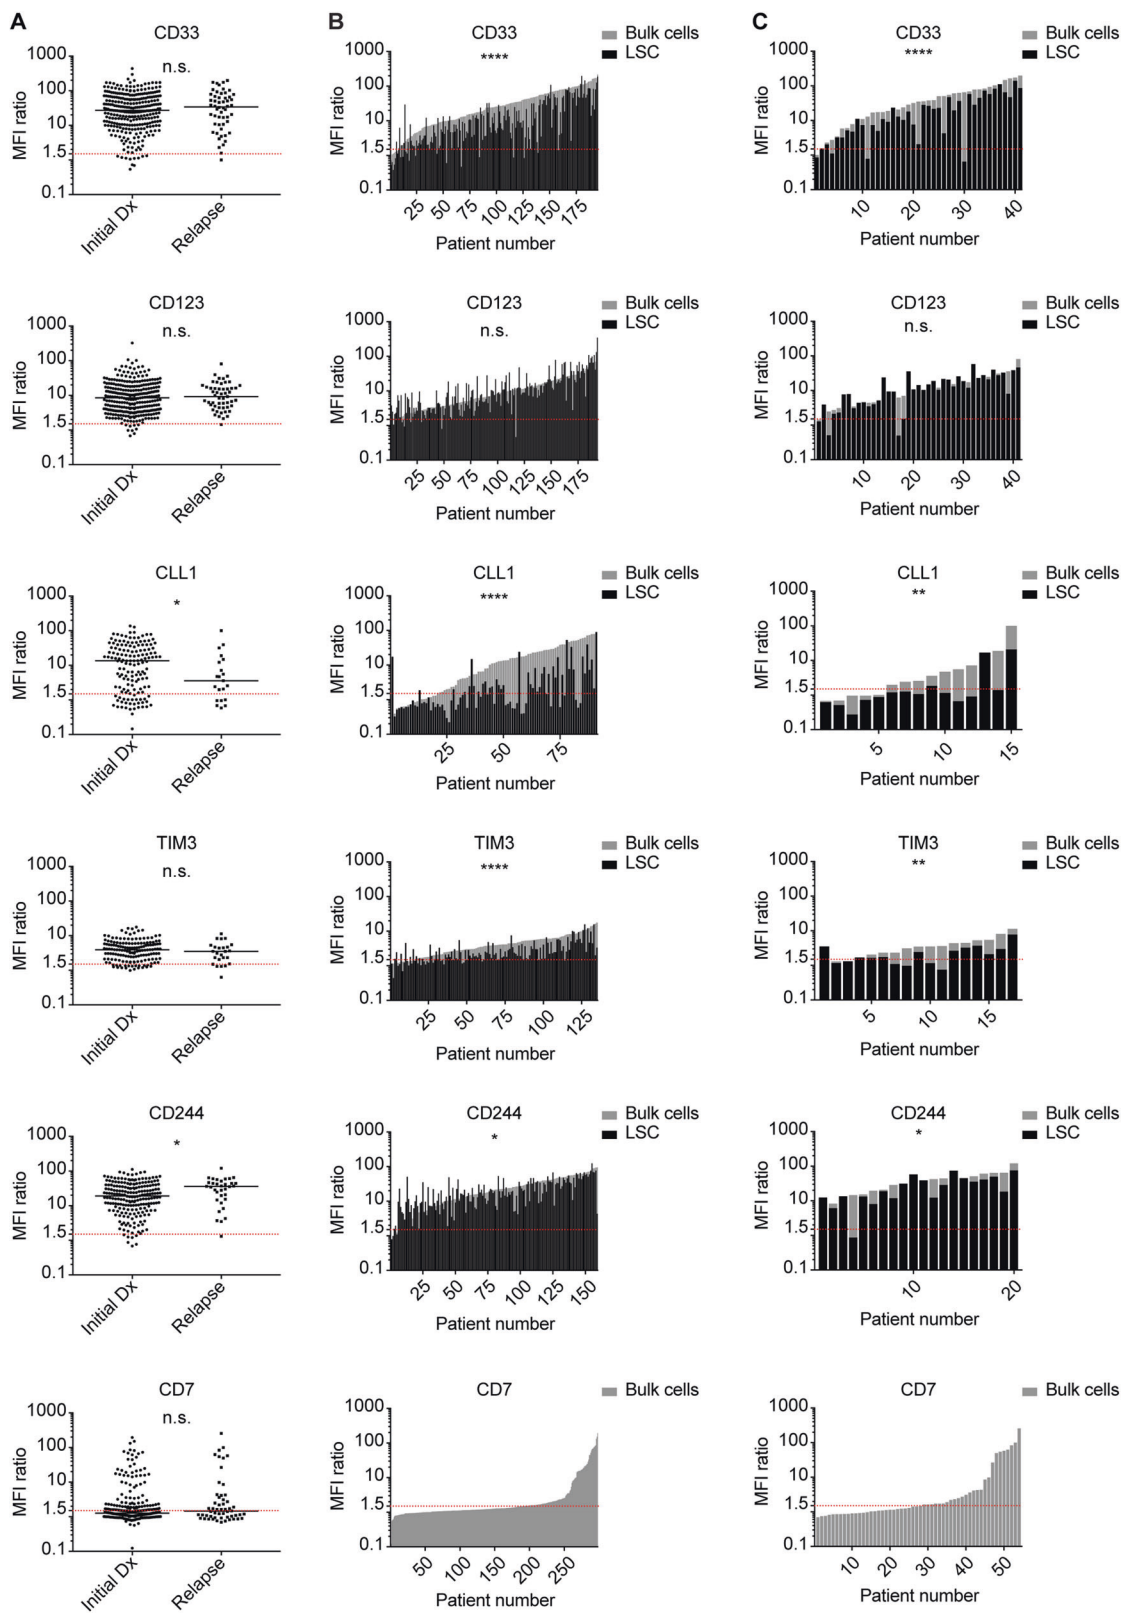 A
CD33
n.s.
MFI ratio
1000
100
10
1.5
0.1
Initial Dx
Relapse
B
CD33
****
Bulk cells
LSC
MFI ratio
1000
100
10
1.5
0.1
25 50 75 100 125 150 175
Patient number
C
CD33
****
Bulk cells
LSC
MFI ratio
1000
100
10
1.5
0.1
10 20 30 40
Patient number
CD123
n.s.
MFI ratio
1000
100
10
1.5
0.1
Initial Dx
Relapse
CD123
n.s.
Bulk cells
LSC
MFI ratio
1000
100
10
1.5
0.1
25 50 75 100 125 150 175
Patient number
CD123
n.s.
Bulk cells
LSC
MFI ratio
1000
100
10
1.5
0.1
10 20 30 40
Patient number
CLL1
*
MFI ratio
1000
100
10
1.5
0.1
Initial Dx
Relapse
CLL1
****
Bulk cells
LSC
MFI ratio
1000
100
10
1.5
0.1
25 50 75
Patient number
CLL1
**
Bulk cells
LSC
MFI ratio
1000
100
10
1.5
0.1
5 10 15
Patient number
TIM3
n.s.
MFI ratio
1000
100
10
1.5
0.1
Initial Dx
Relapse
TIM3
****
Bulk cells
LSC
MFI ratio
1000
100
10
1.5
0.1
25 50 75 100 125
Patient number
TIM3
**
Bulk cells
LSC
MFI ratio
1000
100
10
1.5
0.1
5 10 15
Patient number
CD244
*
MFI ratio
1000
100
10
1.5
0.1
Initial Dx
Relapse
CD244
*
Bulk cells
LSC
MFI ratio
1000
100
10
1.5
0.1
25 50 75 100 125 150
Patient number
CD244
*
Bulk cells
LSC
MFI ratio
1000
100
10
1.5
0.1
10 20
Patient number
CD7
n.s.
MFI ratio
1000
100
10
1.5
0.1
Initial Dx
Relapse
CD7
Bulk cells
MFI ratio
1000
100
10
1.5
0.1
50 100 150 200 250
Patient number
CD7
Bulk cells
MFI ratio
1000
100
10
1.5
0.1
10 20 30 40 50
Patient number